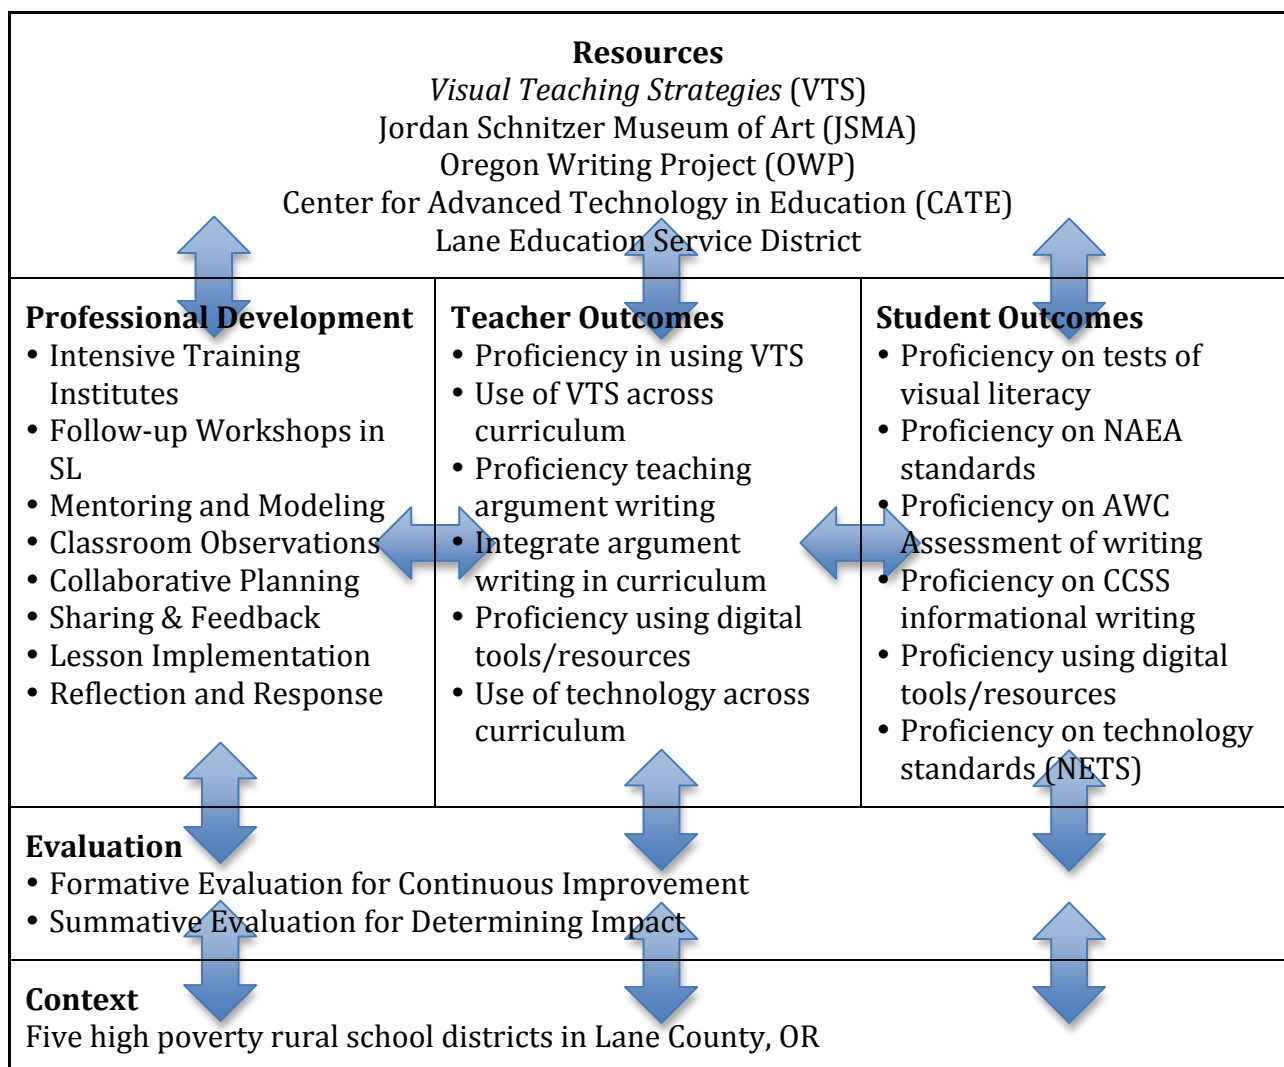 Resources
Visual Teaching Strategies (VTS)
Jordan Schnitzer Museum of Art (JSMA)
Oregon Writing Project (OWP)
Center for Advanced Technology in Education (CATE)
Lane Education Service District
Professional Development
• Intensive Training
Institutes
• Follow-up Workshops in
SL
• Mentoring and Modeling
• Classroom Observations
• Collaborative Planning
• Sharing & Feedback
• Lesson Implementation
• Reflection and Response
Teacher Outcomes
• Proficiency in using VTS
• Use of VTS across
curriculum
• Proficiency teaching
argument writing
• Integrate argument
writing in curriculum
• Proficiency using digital
tools/resources
• Use of technology across
curriculum
Student Outcomes
• Proficiency on tests of
visual literacy
• Proficiency on NAEA
standards
• Proficiency on AWC
Assessment of writing
• Proficiency on CCSS
informational writing
• Proficiency using digital
tools/resources
• Proficiency on technology
standards (NETS)
Evaluation
• Formative Evaluation for Continuous Improvement
• Summative Evaluation for Determining Impact
Context
Five high poverty rural school districts in Lane County, OR